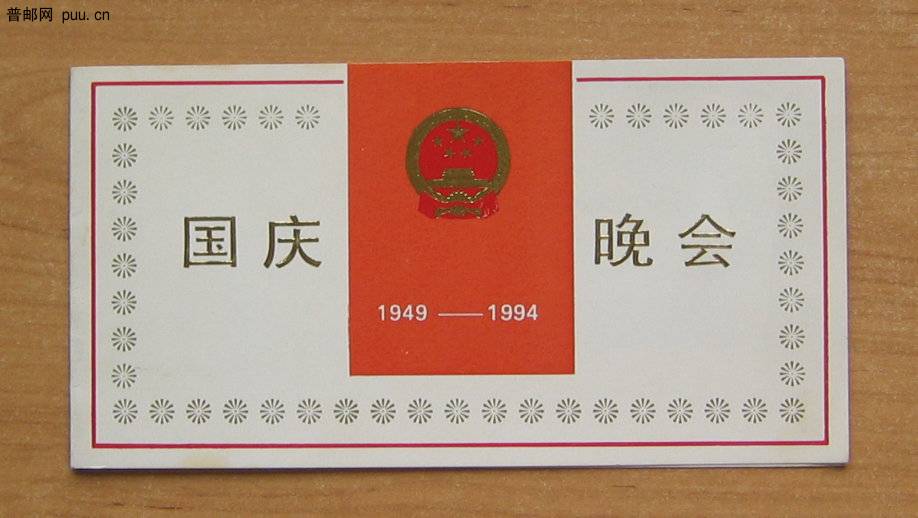 普邮网 puu.cn
国庆 晚会
1949 — 1994